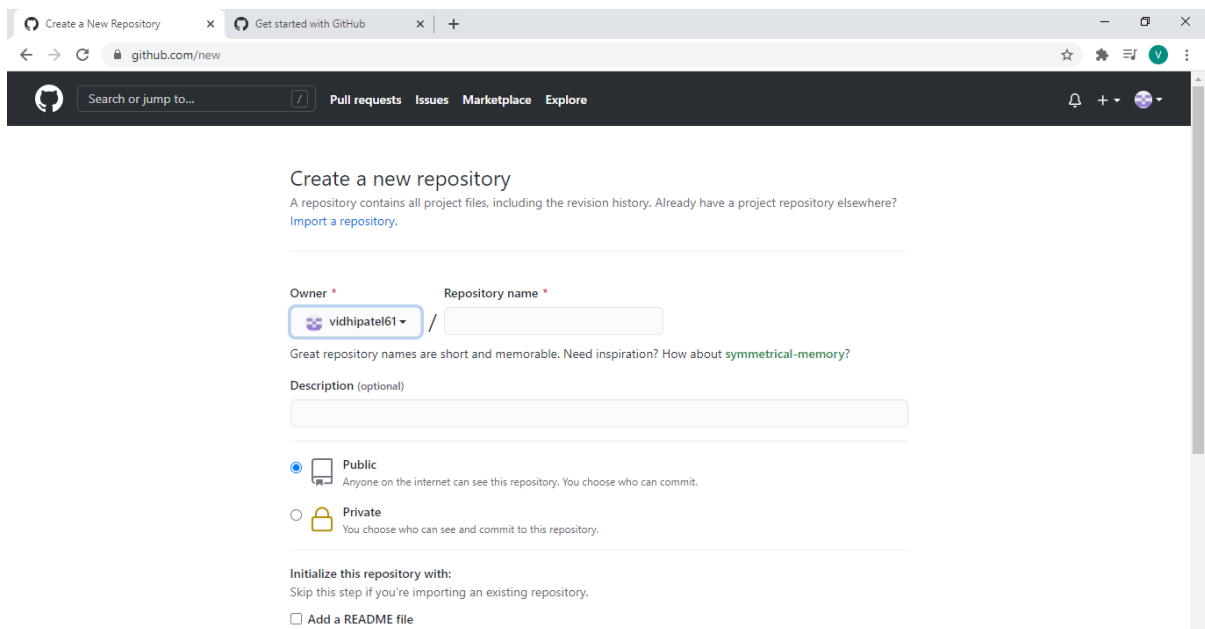 Create a New Repository
Get started with GitHub
github.com/new
V
Search or jump to...
/
Pull requests Issues Marketplace Explore
Create a new repository
A repository contains all project files, including the revision history. Already have a project repository elsewhere?
Import a repository.
Owner * Repository name *
vidhipatel61 /
Great repository names are short and memorable. Need inspiration? How about symmetrical-memory?
Description (optional)
Public
Anyone on the internet can see this repository. You choose who can commit.
Private
You choose who can see and commit to this repository.
Initialize this repository with:
Skip this step if you're importing an existing repository.
Add a README file